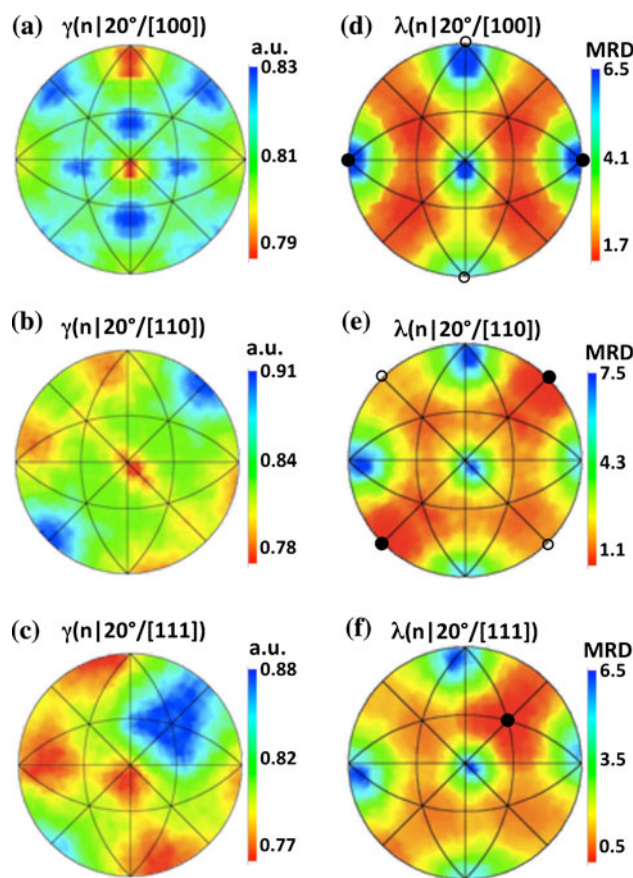 (a) γ(n|20°/[100])
a.u.
0.83
0.81
0.79
(d) λ(n|20°/[100])
MRD
6.5
4.1
1.7
(b) γ(n|20°/[110])
a.u.
0.91
0.84
0.78
(e) λ(n|20°/[110])
MRD
7.5
4.3
1.1
(c) γ(n|20°/[111])
a.u.
0.88
0.82
0.77
(f) λ(n|20°/[111])
MRD
6.5
3.5
0.5